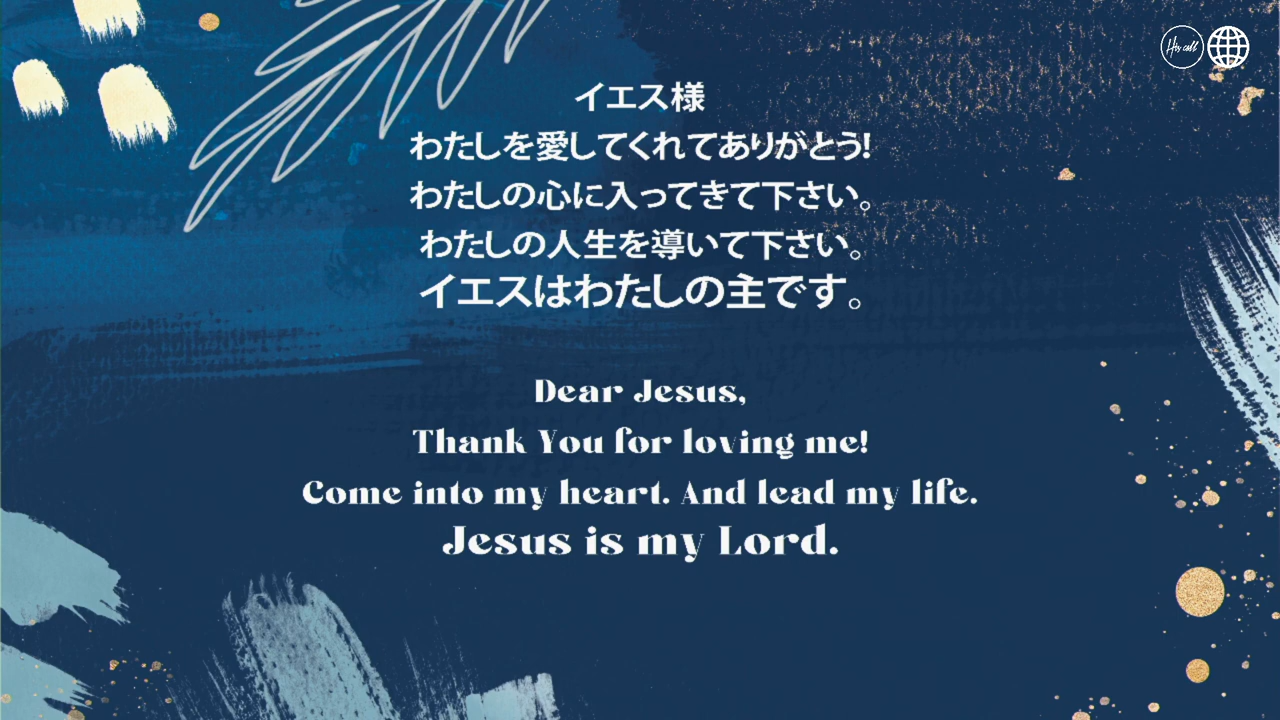 His call
イエス様
わたしを愛してくれてありがとう!
わたしの心に入ってきて下さい。
わたしの人生を導いて下さい。
イエスはわたしの主です。
Dear Jesus,
Thank You for loving me!
Come into my heart. And lead my life.
Jesus is my Lord.